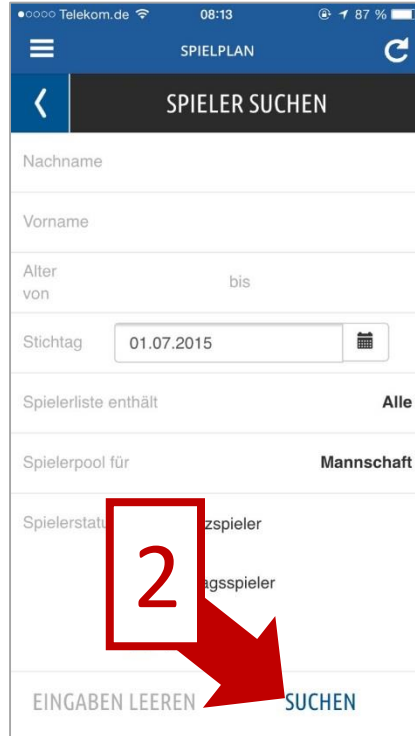 Telekom.de 08:13 87 %
SPIELPLAN
SPIELER SUCHEN
Nachname
Vorname
Alter
von bis
Stichtag 01.07.2015
Spielerliste enthält Alle
Spielerpool für Mannschaft
Spielerstatu zspieler
agsspieler
2
EINGABEN LEEREN SUCHEN